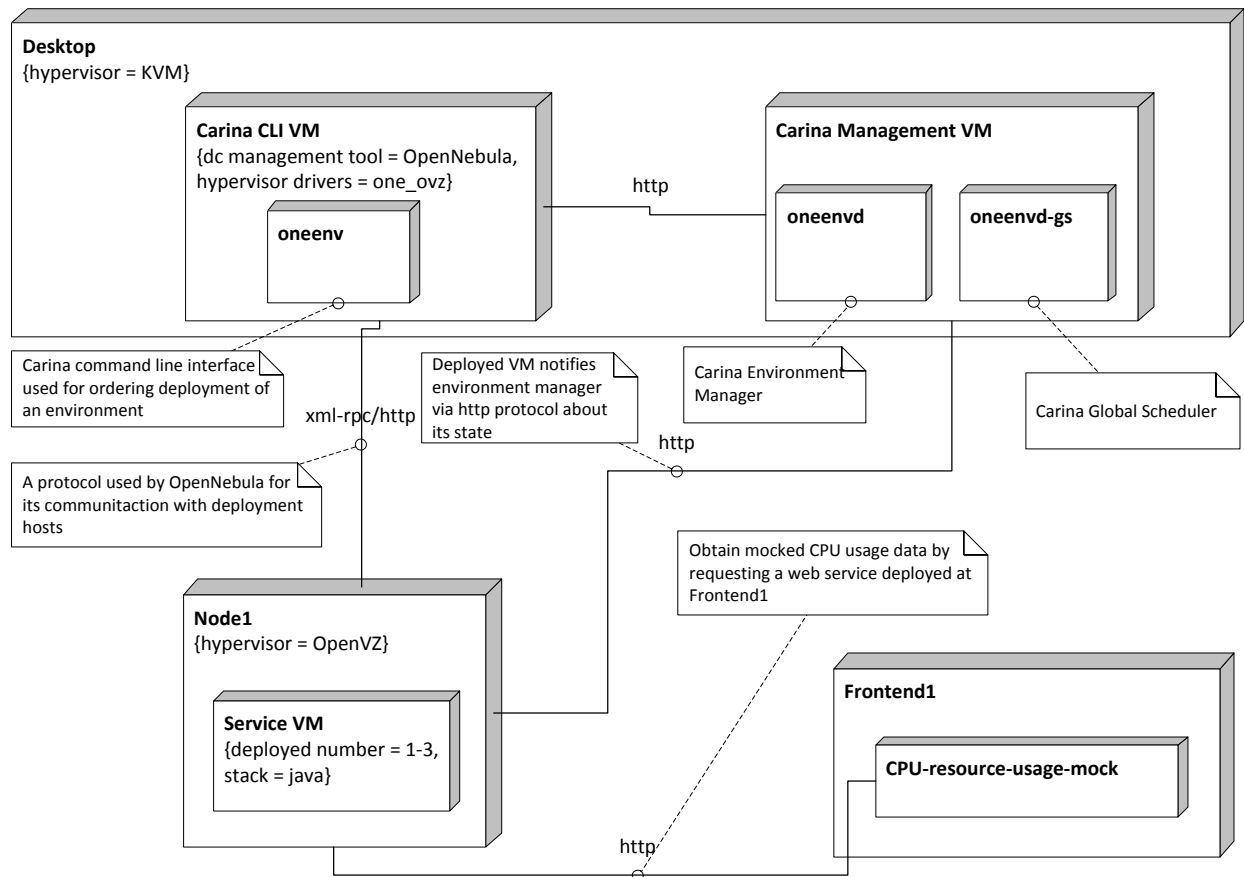 Desktop
{hypervisor = KVM}
Carina CLI VM
{dc management tool = OpenNebula,
hypervisor drivers = one_ovz}
oneenv
http
Carina Management VM
oneenvd
oneenvd-gs
Carina command line interface
used for ordering deployment of
an environment
Deployed VM notifies
environment manager
via http protocol about
its state
Carina Environment
Manager
Carina Global Scheduler
xml-rpc/http
http
A protocol used by OpenNebula for
its communitaction with deployment
hosts
Obtain mocked CPU usage data by
requesting a web service deployed at
Frontend1
Node1
{hypervisor = OpenVZ}
Service VM
{deployed number = 1-3,
stack = java}
Frontend1
CPU-resource-usage-mock
http